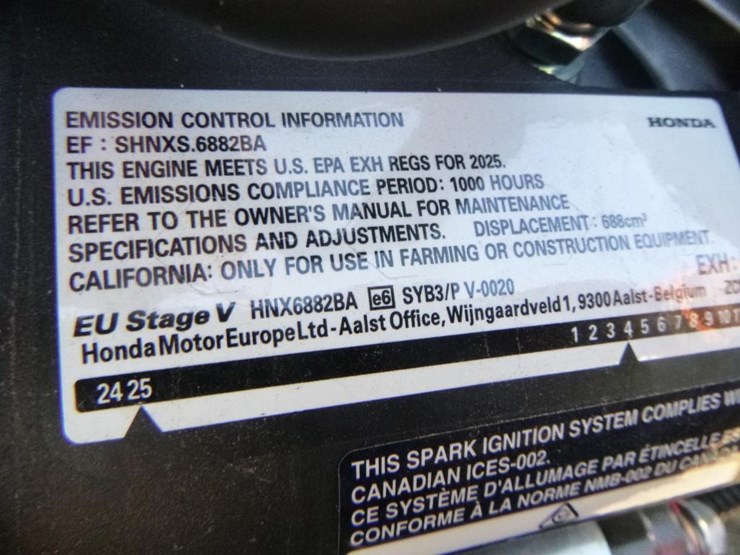 EMISSION CONTROL INFORMATION
HONDA
EF : SHNXS.6882BA
THIS ENGINE MEETS U.S. EPA EXH REGS FOR 2025.
U.S. EMISSIONS COMPLIANCE PERIOD: 1000 HOURS
REFER TO THE OWNER'S MANUAL FOR MAINTENANCE
SPECIFICATIONS AND ADJUSTMENTS. DISPLACEMENT: 688cm³
CALIFORNIA: ONLY FOR USE IN FARMING OR CONSTRUCTION EQUIPMENT
EXH:
EU Stage V HNX6882BA e6 SYB3/P V-0020
Honda Motor Europe Ltd - Aalst Office, Wijngaardveld 1, 9300 Aalst - Belgium
24 25 1 2 3 4 5 6 7 8 9 10
THIS SPARK IGNITION SYSTEM COMPLIES
CANADIAN ICES-002.
CE SYSTÈME D'ALLUMAGE PAR ÉTINCELLE
CONFORME À LA NORME NMB-002 DU